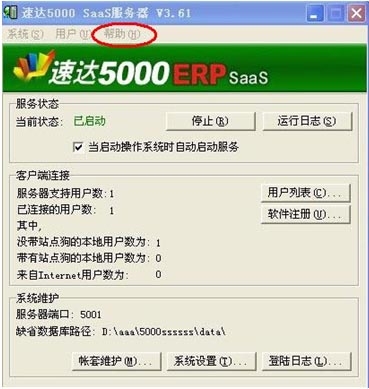 速达5000 SaaS服务器 V3.61
系统(S) 用户(U) 帮助(H)
速达5000 ERP SaaS
服务状态
当前状态: 已启动 停止(R) 运行日志(S)...
当启动操作系统时自动启动服务
客户端连接
服务器支持用户数:1 用户列表(C)...
已连接的用户数: 1 软件注册(U)...
其中,
没带站点狗的本地用户数为: 1
带有站点狗的本地用户数为: 0
来自Internet用户数为: 0
系统维护
服务器端口: 5001
缺省数据库路径: D:\aaa\5000ssssss\data\
帐套维护(M)... 系统设置(T)... 登陆日志(L)...